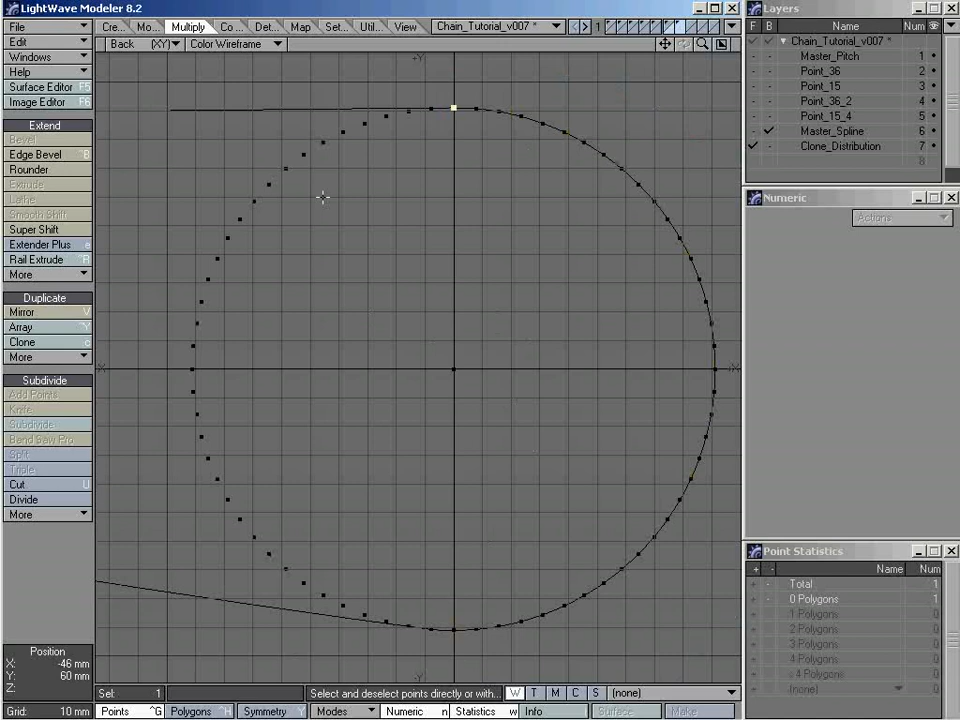 LightWave Modeler 8.2
File
Cre... Mo... Multiply Co... Det... Map Set... Util... View Chain_Tutorial_v007 * 1
Edit
Back (XY) Color Wireframe
Windows
Help
Surface Editor F5
Image Editor F6
Extend
Bevel
Edge Bevel ^B
Rounder
Extrude
Lathe
Smooth Shift
Super Shift
Extender Plus e
Rail Extrude ^R
More
Duplicate
Mirror V
Array ^Y
Clone c
More
Subdivide
Add Points
Knife
Subdivide
Band Saw Pro
Split
Triple
Cut U
Divide
More
Position
X: -46 mm
Y: 60 mm
Z:
Grid: 10 mm
+Y
X
X
-Y
Sel: 1 Select and deselect points directly or with... W T M C S (none)
Points ^G Polygons ^H Symmetry ^Y Modes Numeric n Statistics w Info Surface Make
Layers
F B Name Num
Chain_Tutorial_v007 *
Master_Pitch 1
Point_36 2
Point_15 3
Point_36_2 4
Point_15_4 5
Master_Spline 6
Clone_Distribution 7
8
Numeric
Actions
Point Statistics
+ - Name Num
+ - Total 1
+ - 0 Polygons 1
+ - 1 Polygons 0
+ - 2 Polygons 0
+ - 3 Polygons 0
+ - 4 Polygons 0
+ - >4 Polygons 0
+ - (none) 0